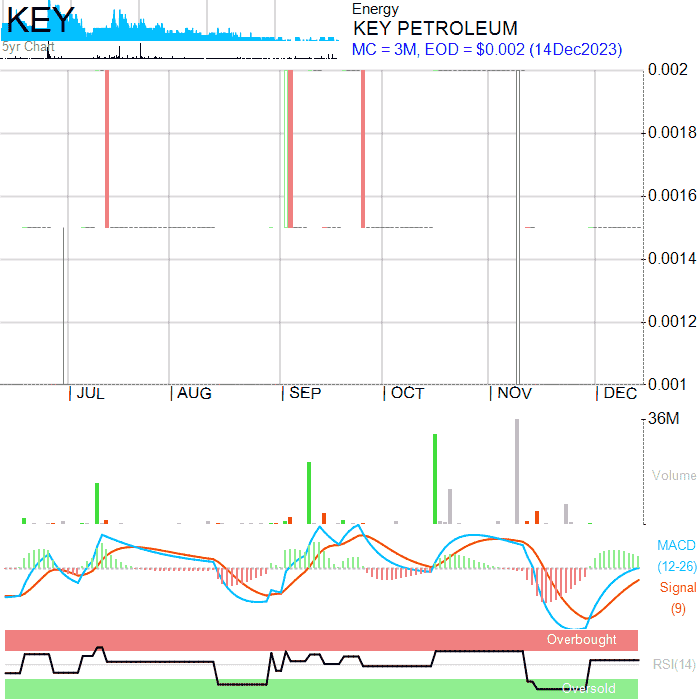 KEY
5yr Chart
Energy
KEY PETROLEUM
MC = 3M, EOD = $0.002 (14Dec2023)
0.002
0.0018
0.0016
0.0014
0.0012
0.001
JUL AUG SEP OCT NOV DEC
36M
Volume
MACD
(12-26)
Signal
(9)
Overbought
RSI(14)
Oversold